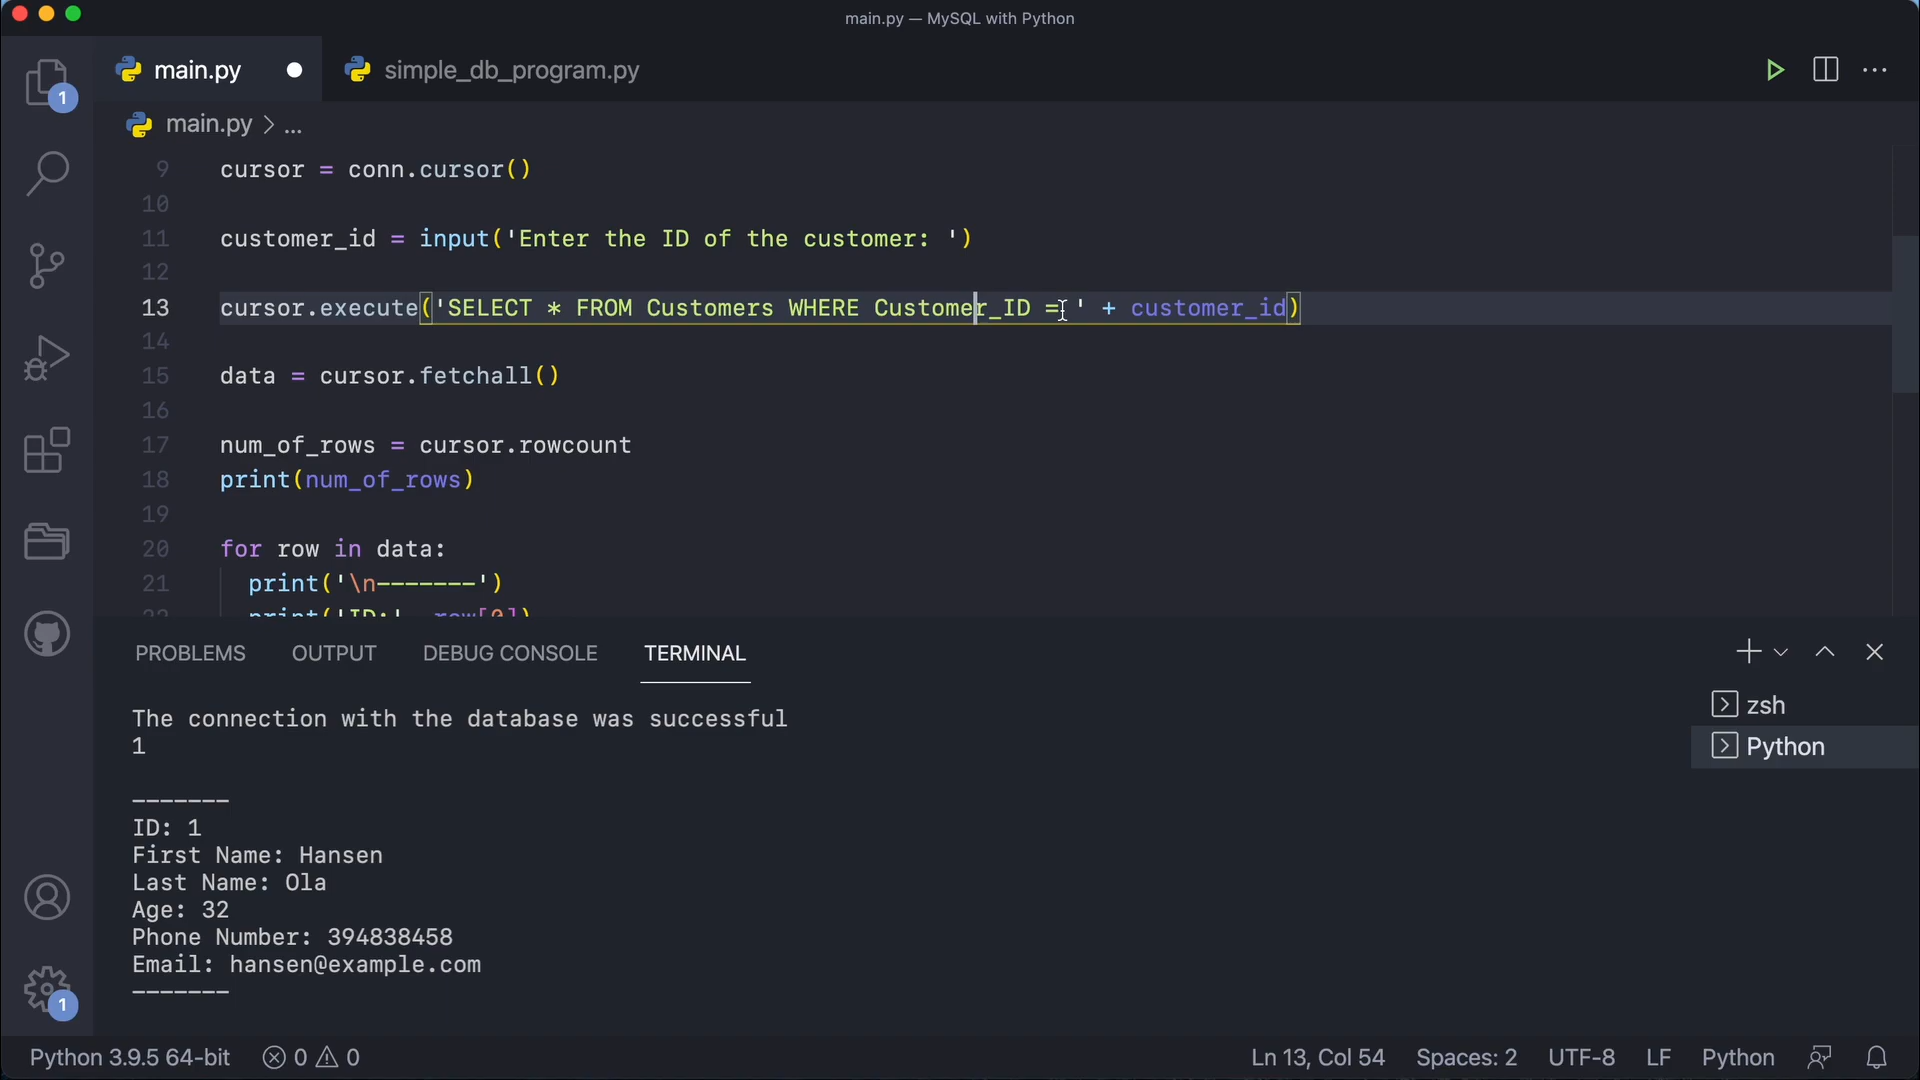 main.py — MySQL with Python
main.py
simple_db_program.py
1
main.py > ...
9 cursor = conn.cursor()
10
11 customer_id = input('Enter the ID of the customer: ')
12
13 cursor.execute('SELECT * FROM Customers WHERE Customer_ID = ' + customer_id)
14
15 data = cursor.fetchall()
16
17 num_of_rows = cursor.rowcount
18 print(num_of_rows)
19
20 for row in data:
21 print('\n-------')
22 print('ID:', row[0])
PROBLEMS OUTPUT DEBUG CONSOLE TERMINAL
The connection with the database was successful
1
-------
ID: 1
First Name: Hansen
Last Name: Ola
Age: 32
Phone Number: 394838458
Email: hansen@example.com
-------
zsh
Python
1
Python 3.9.5 64-bit 0 0 Ln 13, Col 54 Spaces: 2 UTF-8 LF Python